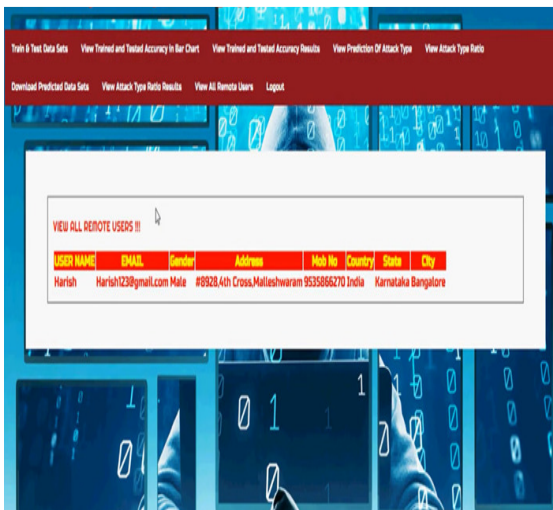 Train & Test Data Sets View Trained and Tested Accuracy in Bar Chart View Trained and Tested Accuracy Results View Prediction Of Attack Type View Attack Type Ratio
Download Predicted Data Sets View Attack Type Ratio Results View All Remote Users Logout
VIEW ALL REMOTE USERS !!!
USER NAME EMAIL Gender Address Mob No Country State City
Harish Harish123@gmail.com Male #8928,4th Cross,Malleshwaram 9535866270 India Karnataka Bangalore